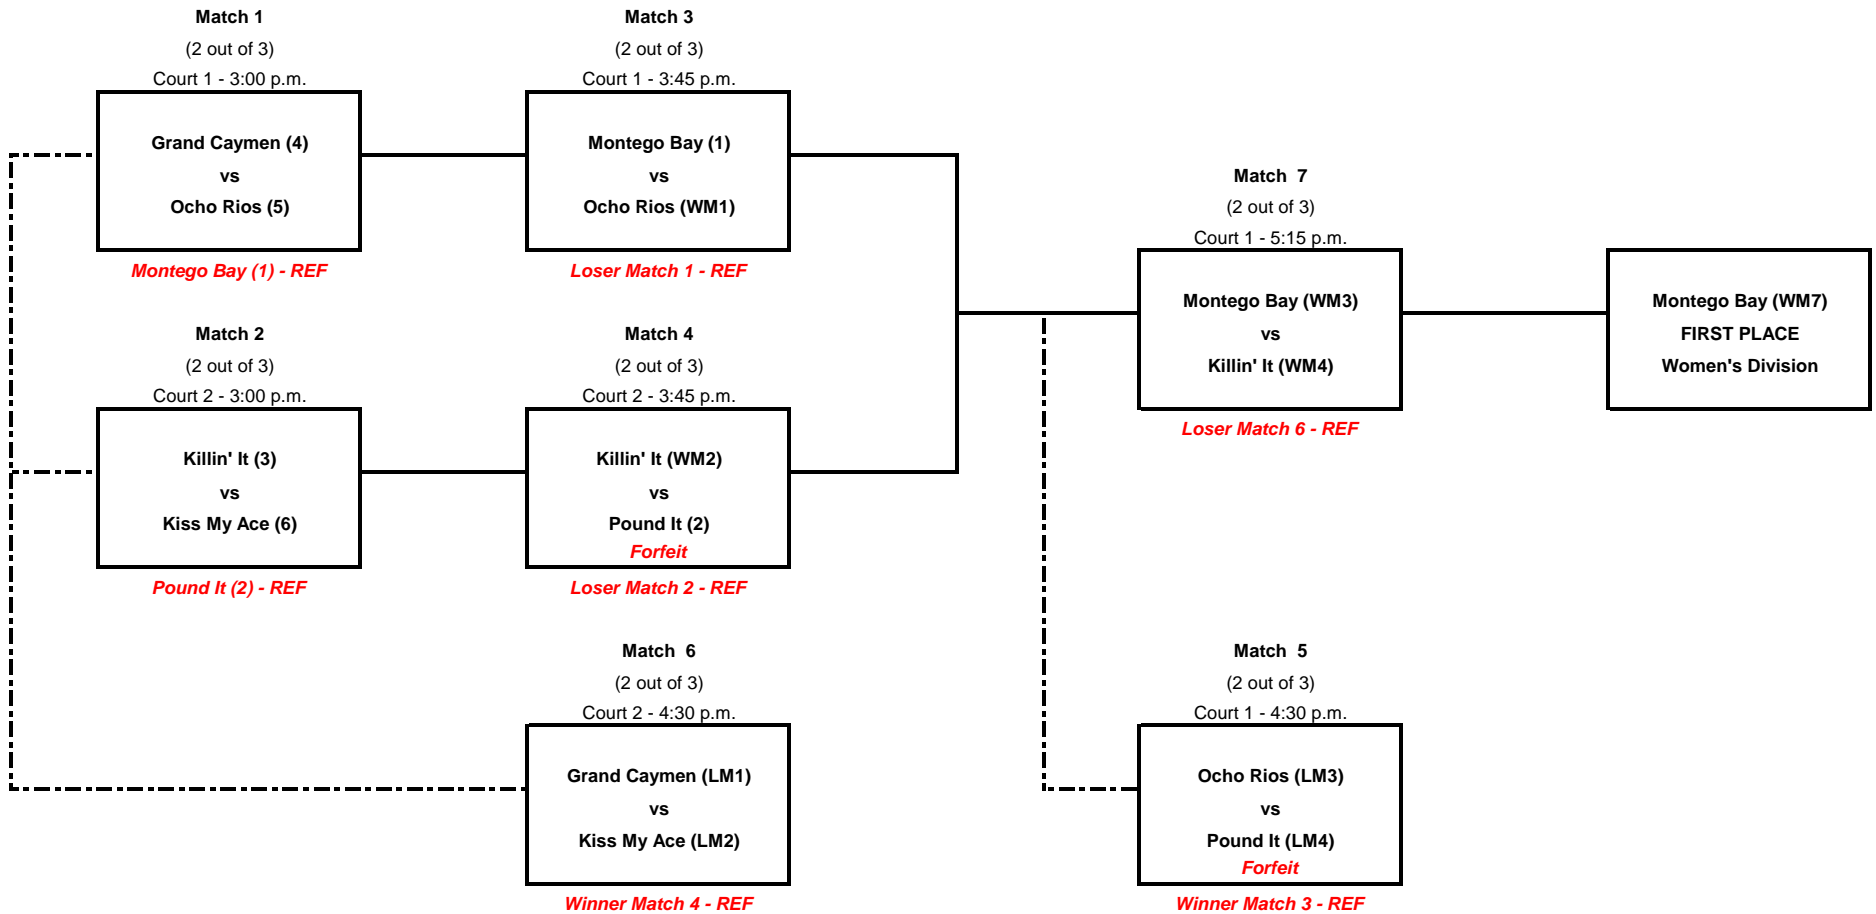 Match 1
(2 out of 3)
Court 1 - 3:00 p.m.
Grand Caymen (4)
vs
Ocho Rios (5)
Montego Bay (1) - REF
Match 2
(2 out of 3)
Court 2 - 3:00 p.m.
Killin' It (3)
vs
Kiss My Ace (6)
Pound It (2) - REF
Match 3
(2 out of 3)
Court 1 - 3:45 p.m.
Montego Bay (1)
vs
Ocho Rios (WM1)
Loser Match 1 - REF
Match 4
(2 out of 3)
Court 2 - 3:45 p.m.
Killin' It (WM2)
vs
Pound It (2)
Forfeit
Loser Match 2 - REF
Match 6
(2 out of 3)
Court 2 - 4:30 p.m.
Grand Caymen (LM1)
vs
Kiss My Ace (LM2)
Winner Match 4 - REF
Match 7
(2 out of 3)
Court 1 - 5:15 p.m.
Montego Bay (WM3)
vs
Killin' It (WM4)
Loser Match 6 - REF
Match 5
(2 out of 3)
Court 1 - 4:30 p.m.
Ocho Rios (LM3)
vs
Pound It (LM4)
Forfeit
Winner Match 3 - REF
Montego Bay (WM7)
FIRST PLACE
Women's Division